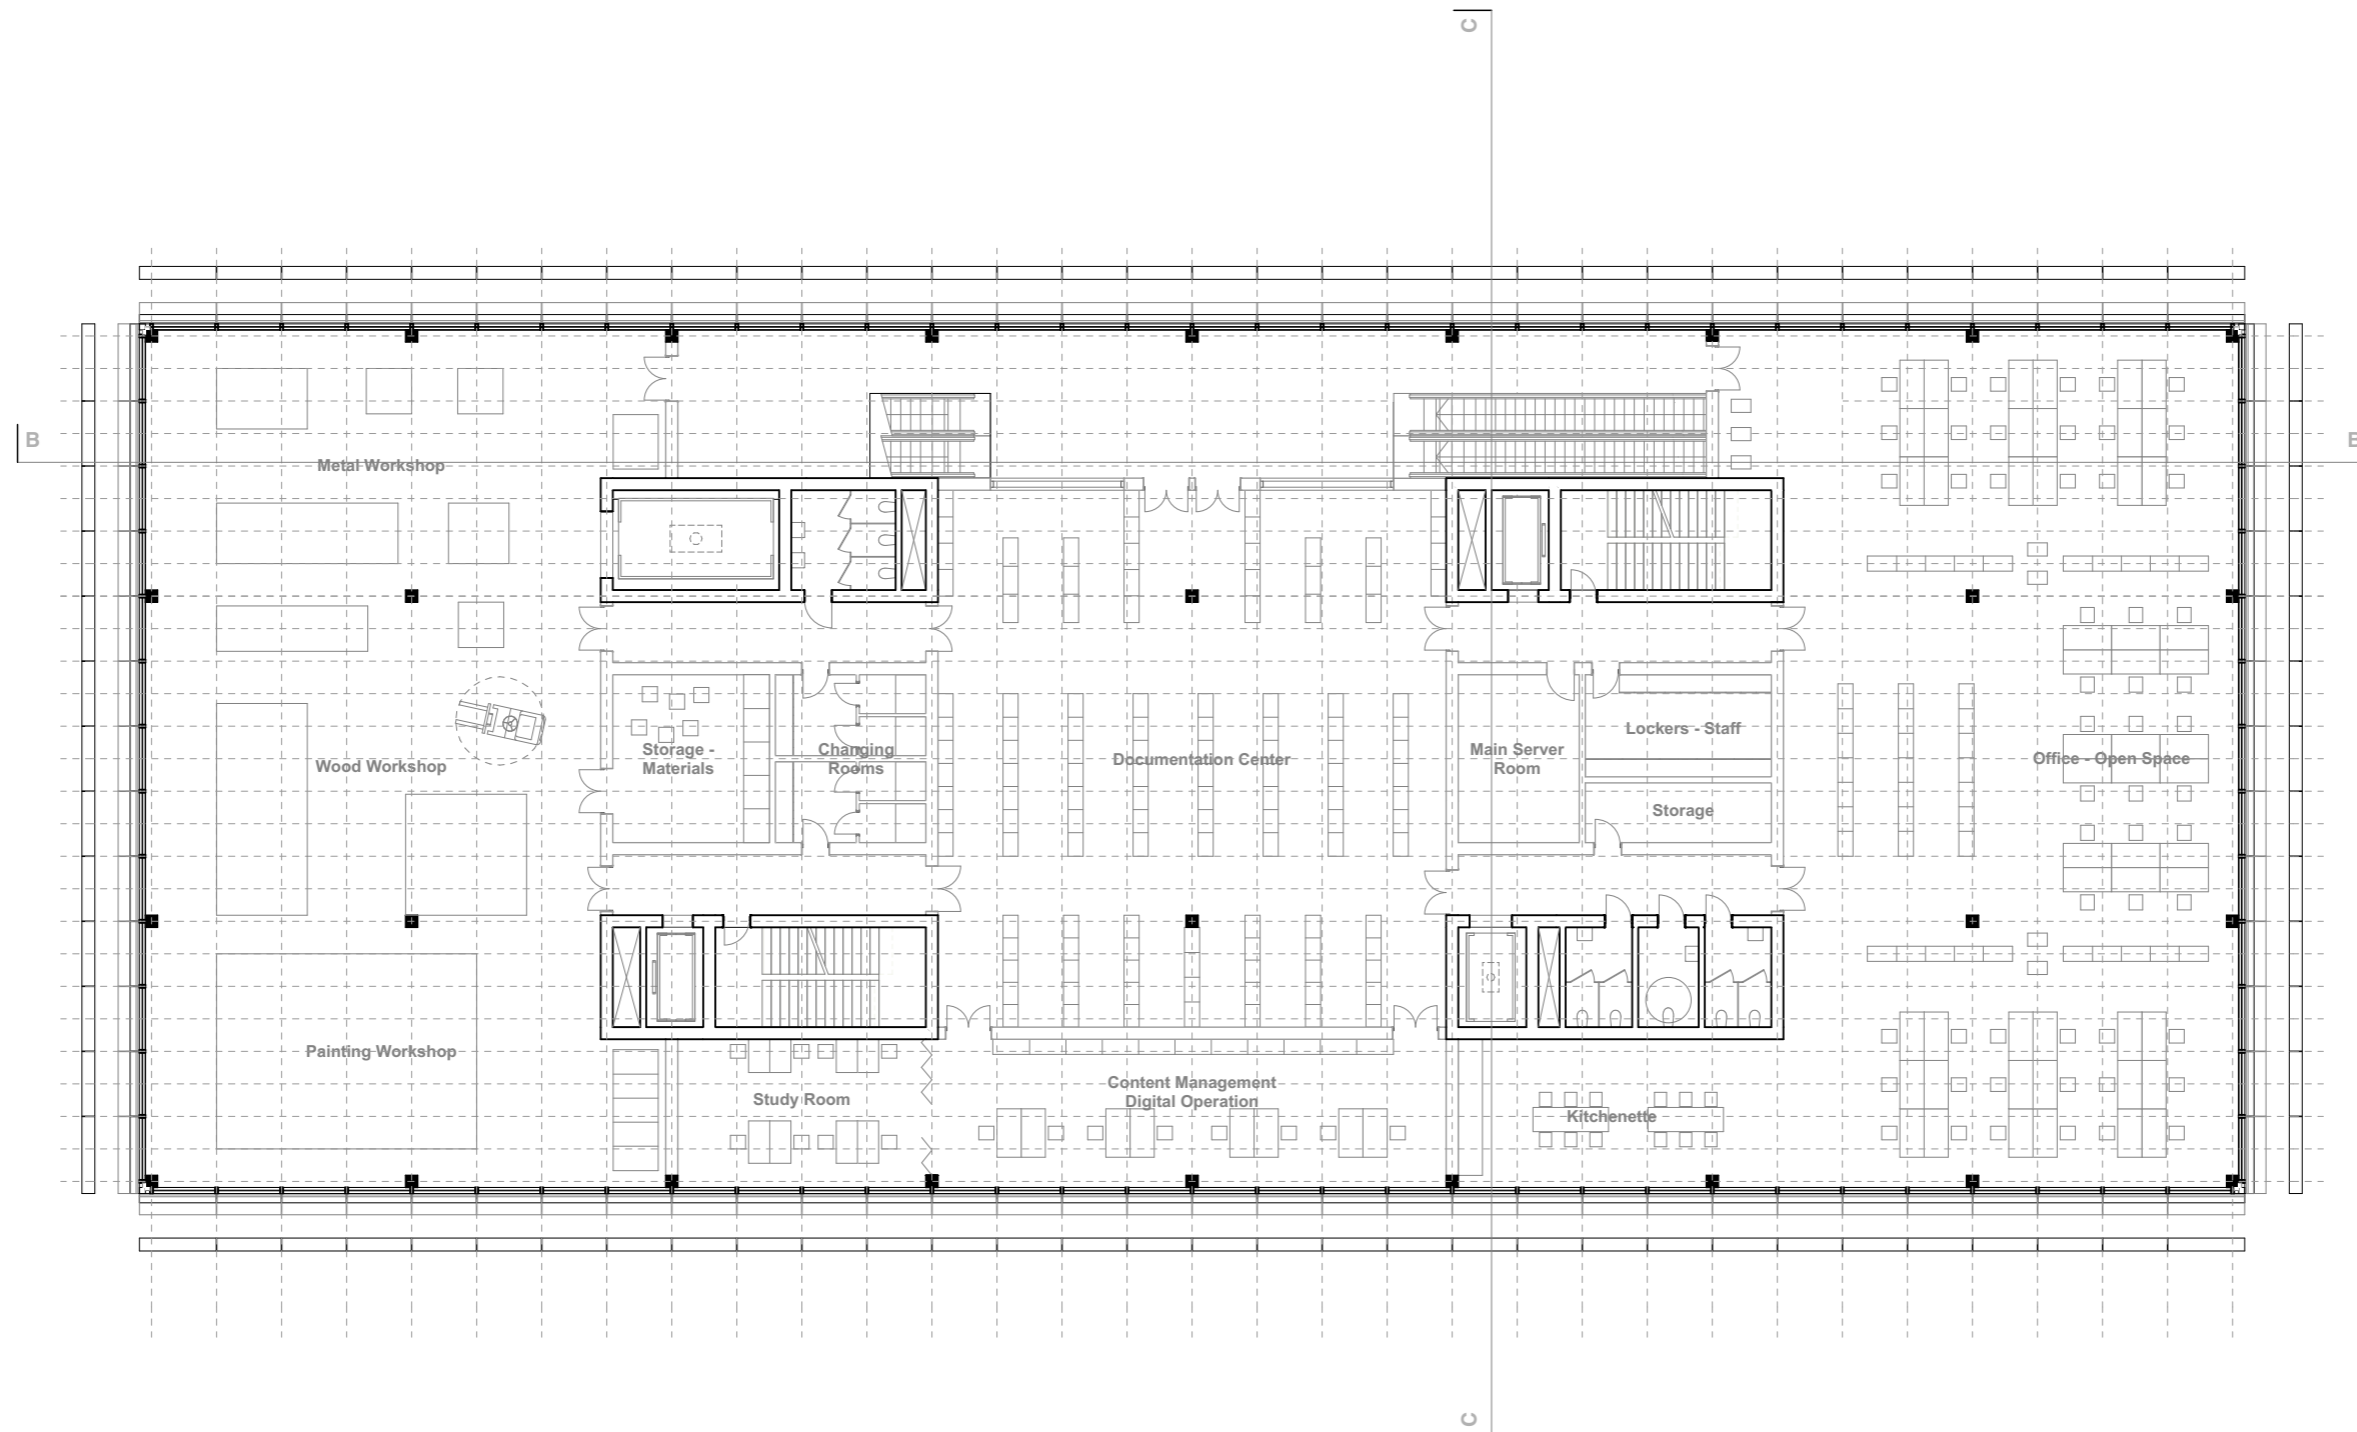 C
B
B
Metal Workshop
Wood Workshop
Storage -
Materials
Changing
Rooms
Documentation Center
Main Server
Room
Lockers - Staff
Storage
Office - Open Space
Painting Workshop
Study Room
Content Management
Digital Operation
Kitchenette
C